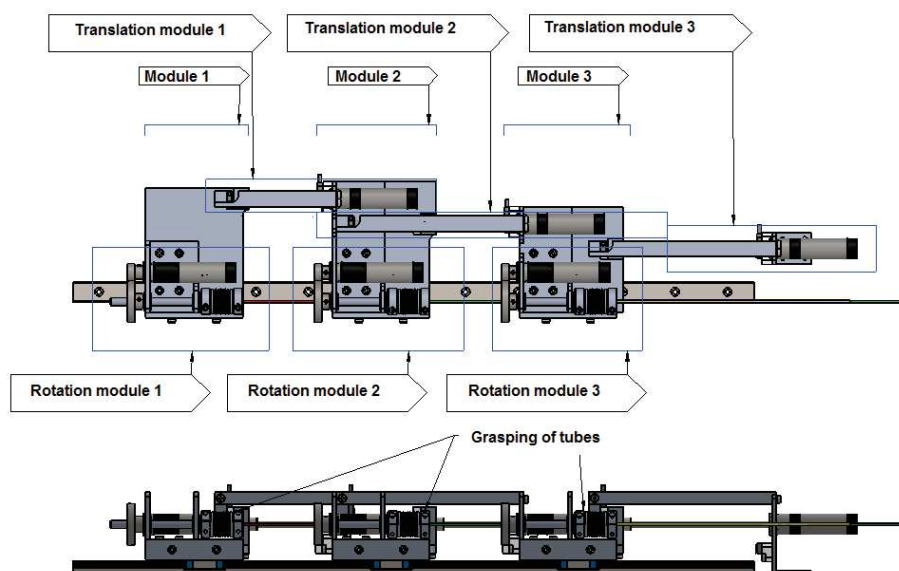 Translation module 1
Translation module 2
Translation module 3
Module 1
Module 2
Module 3
Rotation module 1
Rotation module 2
Rotation module 3
Grasping of tubes